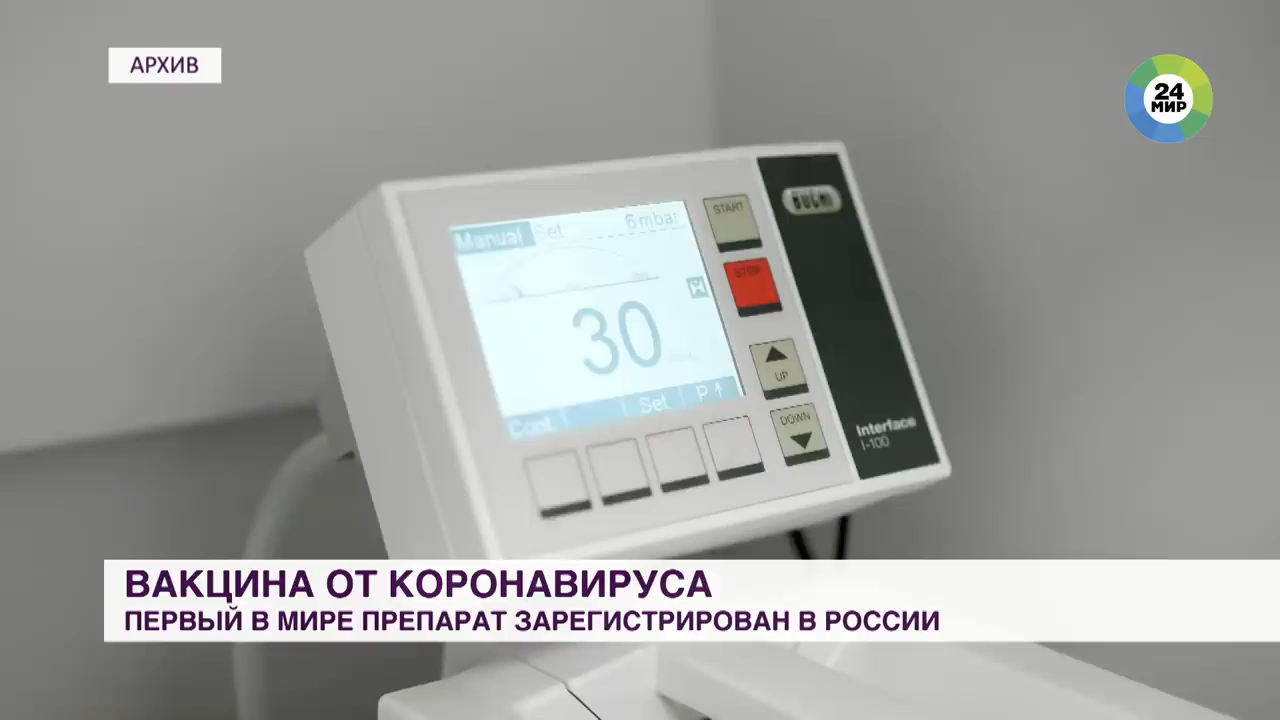 АРХИВ
24
МИР
BUCHI
START
Manual Set 6 mbar
STOP
30
UP
Cont Set P↑
DOWN
Interface
I-100
ВАКЦИНА ОТ КОРОНАВИРУСА
ПЕРВЫЙ В МИРЕ ПРЕПАРАТ ЗАРЕГИСТРИРОВАН В РОССИИ